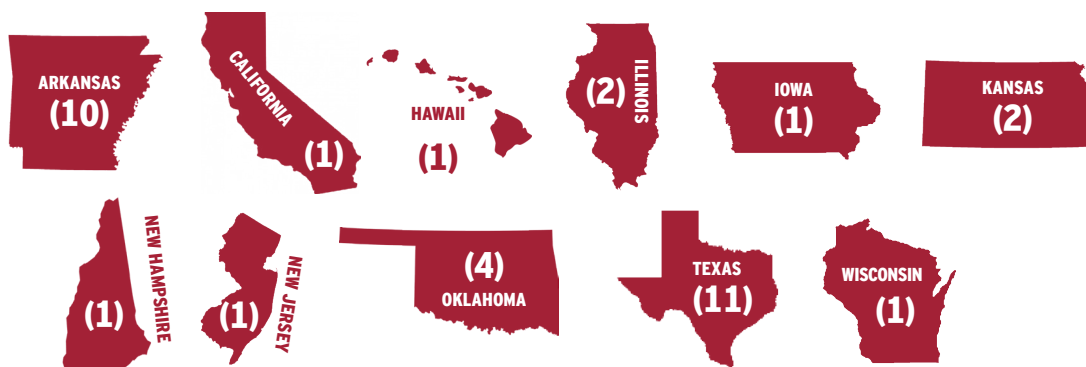 ARKANSAS
(10)
CALIFORNIA
(1)
HAWAII
(1)
(2)
ILLINOIS
IOWA
(1)
KANSAS
(2)
NEW HAMPSHIRE
(1)
NEW JERSEY
(1)
(4)
OKLAHOMA
TEXAS
(11)
WISCONSIN
(1)